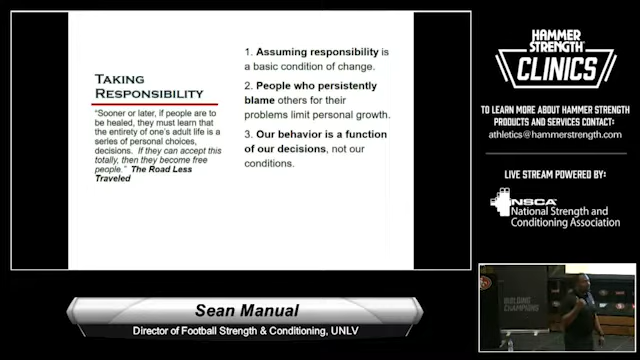 TAKING
RESPONSIBILITY
"Sooner or later, if people are to
be healed, they must learn that
the entirety of one's adult life is a
series of personal choices,
decisions. If they can accept this
totally, then they become free
people." The Road Less
Traveled
1. Assuming responsibility is
a basic condition of change.
2. People who persistently
blame others for their
problems limit personal growth.
3. Our behavior is a function
of our decisions, not our
conditions.
HAMMER
STRENGTH
CLINICS
TO LEARN MORE ABOUT HAMMER STRENGTH
PRODUCTS AND SERVICES CONTACT:
athletics@hammerstrength.com
LIVE STREAM POWERED BY:
NSCA
National Strength and
Conditioning Association
BUILDING
CHAMPIONS
Sean Manual
Director of Football Strength & Conditioning, UNLV